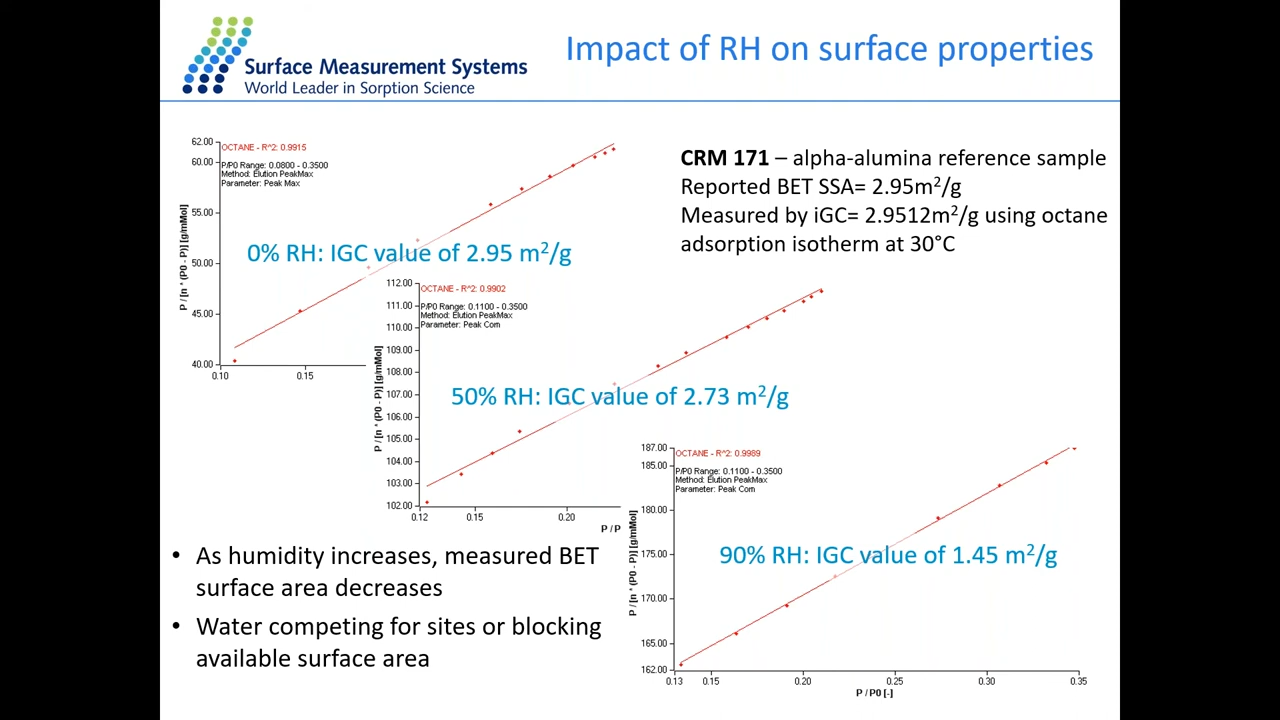 Surface Measurement Systems
World Leader in Sorption Science
Impact of RH on surface properties
CRM 171 – alpha-alumina reference sample
Reported BET SSA= 2.95m²/g
Measured by iGC= 2.9512m²/g using octane
adsorption isotherm at 30°C
62.00
60.00
55.00
50.00
45.00
40.00
P / [n * (P0 - P)] [g/mMol]
OCTANE - R^2: 0.9915
P/P0 Range: 0.0800 - 0.3500
Method: Elution PeakMax
Parameter: Peak Max
0% RH: IGC value of 2.95 m²/g
0.10 0.15
112.00
111.00
110.00
109.00
108.00
107.00
106.00
105.00
104.00
103.00
102.00
P / [n * (P0 - P)] [g/mMol]
OCTANE - R^2: 0.9902
P/P0 Range: 0.1100 - 0.3500
Method: Elution PeakMax
Parameter: Peak Com
50% RH: IGC value of 2.73 m²/g
0.12 0.15 0.20
P / P
187.00
185.00
180.00
175.00
170.00
165.00
162.00
P / [n * (P0 - P)] [g/mMol]
OCTANE - R^2: 0.9989
P/P0 Range: 0.1100 - 0.3500
Method: Elution PeakMax
Parameter: Peak Com
90% RH: IGC value of 1.45 m²/g
0.13 0.15 0.20 0.25 0.30 0.35
P / P0 [-]
• As humidity increases, measured BET
surface area decreases
• Water competing for sites or blocking
available surface area